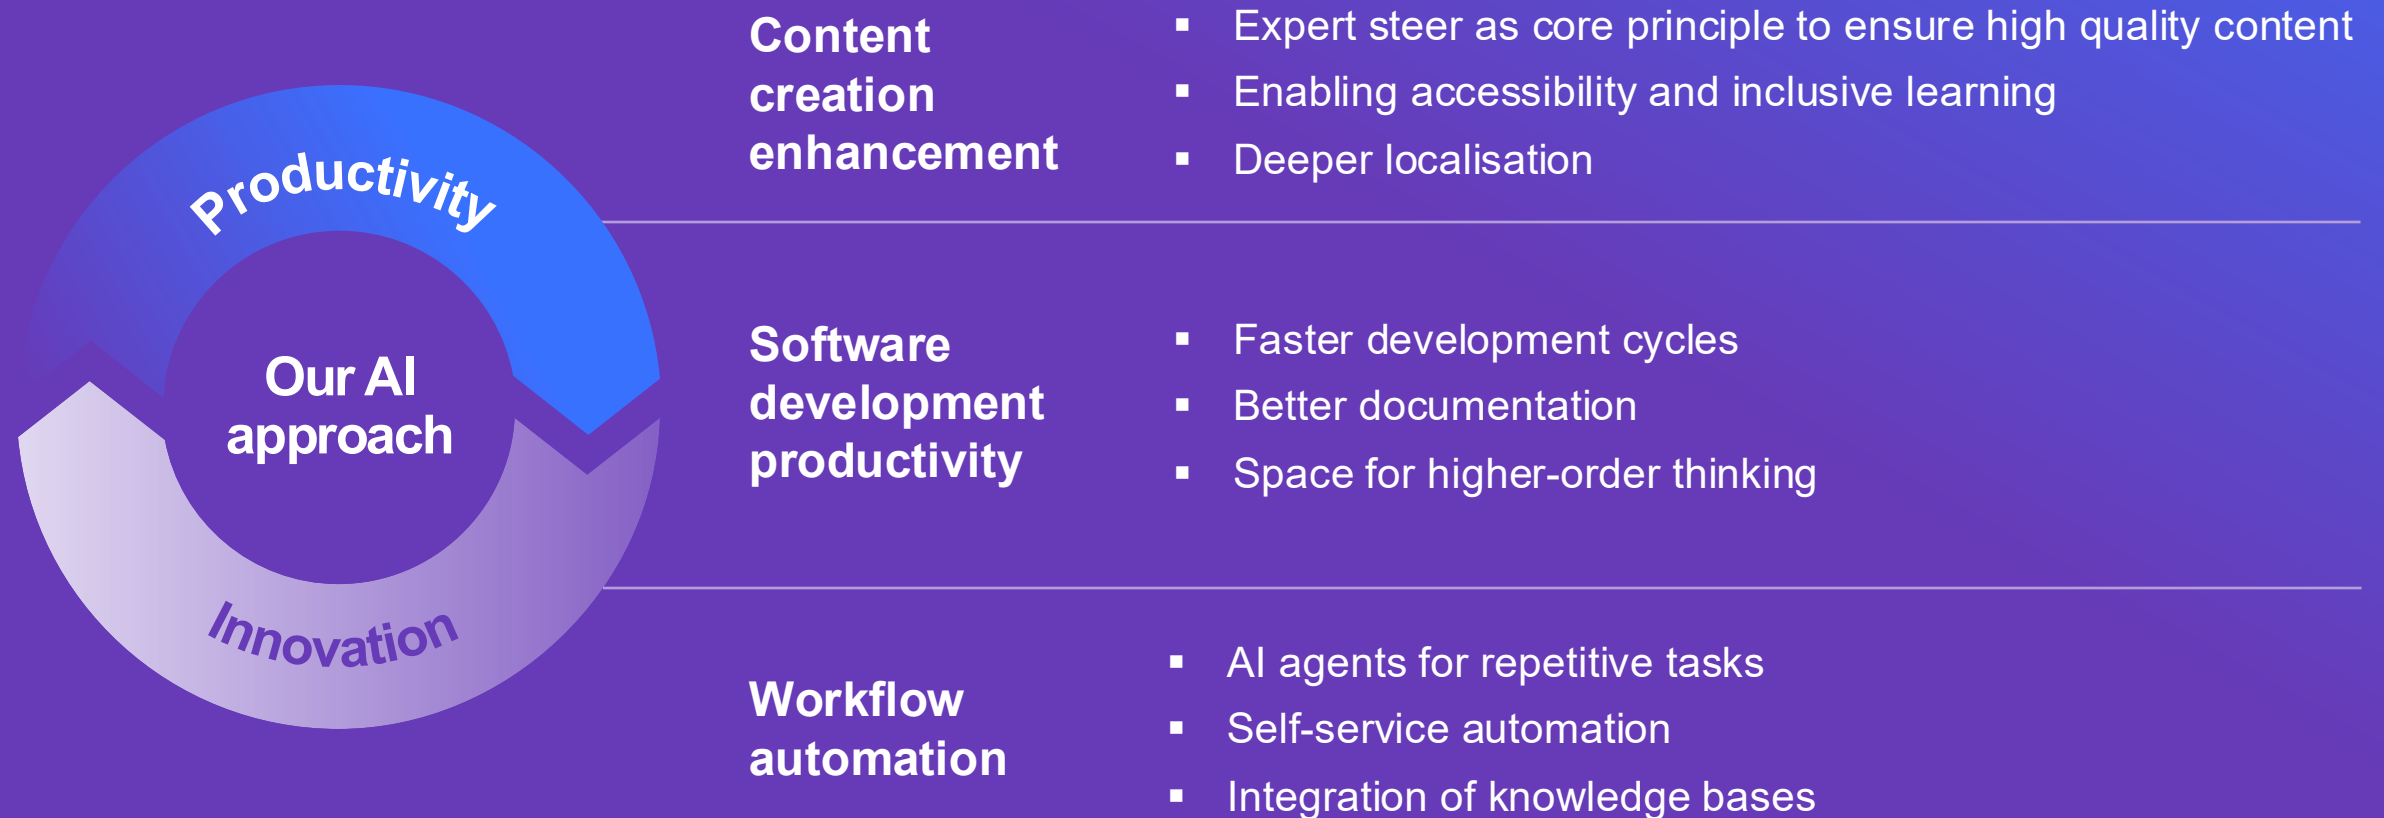 Productivity
Our AI
approach
Innovation
Content
creation
enhancement
▪ Expert steer as core principle to ensure high quality content
▪ Enabling accessibility and inclusive learning
▪ Deeper localisation
Software
development
productivity
▪ Faster development cycles
▪ Better documentation
▪ Space for higher-order thinking
Workflow
automation
▪ AI agents for repetitive tasks
▪ Self-service automation
▪ Integration of knowledge bases